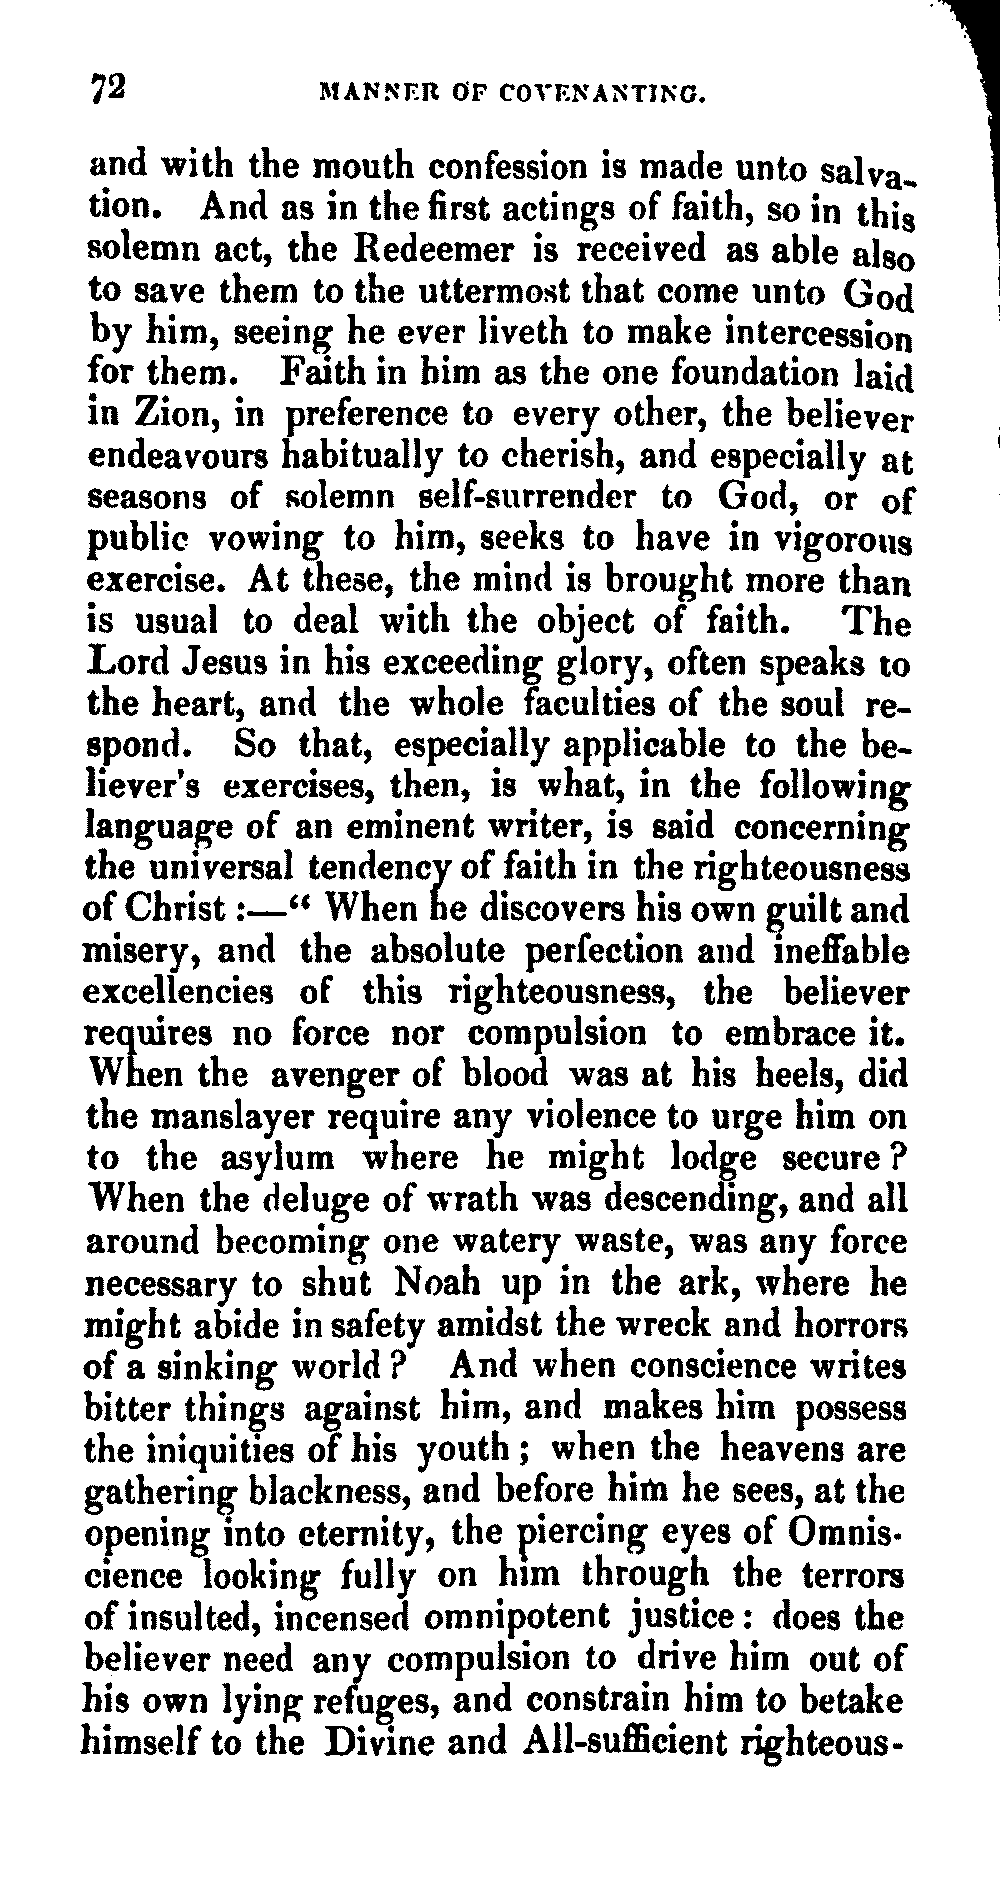 72 MANNER OF COVENANTING.
and with the mouth confession is made unto salva-
tion. And as in the first actings of faith, so in this
solemn act, the Redeemer is received as able also
to save them to the uttermost that come unto God
by him, seeing he ever liveth to make intercession
for them. Faith in him as the one foundation laid
in Zion, in preference to every other, the believer
endeavours habitually to cherish, and especially at
seasons of solemn self-surrender to God, or of
public vowing to him, seeks to have in vigorous
exercise. At these, the mind is brought more than
is usual to deal with the object of faith. The
Lord Jesus in his exceeding glory, often speaks to
the heart, and the whole faculties of the soul re-
spond. So that, especially applicable to the be-
liever's exercises, then, is what, in the following
language of an eminent writer, is said concerning
the universal tendency of faith in the righteousness
of Christ :—“ When he discovers his own guilt and
misery, and the absolute perfection and ineffable
excellencies of this righteousness, the believer
requires no force nor compulsion to embrace it.
When the avenger of blood was at his heels, did
the manslayer require any violence to urge him on
to the asylum where he might lodge secure ?
When the deluge of wrath was descending, and all
around becoming one watery waste, was any force
necessary to shut Noah up in the ark, where he
might abide in safety amidst the wreck and horrors
of a sinking world ? And when conscience writes
bitter things against him, and makes him possess
the iniquities of his youth ; when the heavens are
gathering blackness, and before him he sees, at the
opening into eternity, the piercing eyes of Omnis-
cience looking fully on him through the terrors
of insulted, incensed omnipotent justice : does the
believer need any compulsion to drive him out of
his own lying refuges, and constrain him to betake
himself to the Divine and All-sufficient righteous-